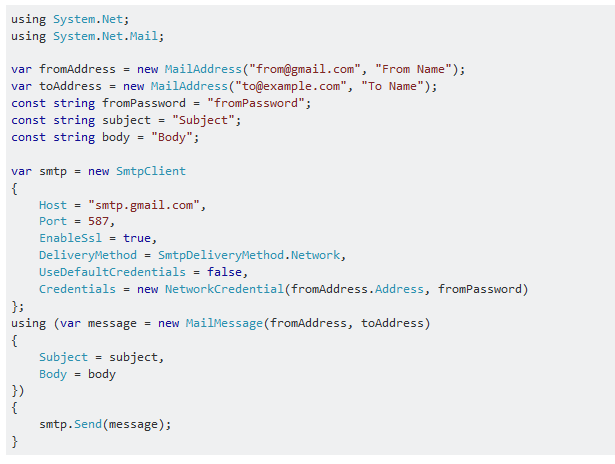 using System.Net;
using System.Net.Mail;

var fromAddress = new MailAddress("from@gmail.com", "From Name");
var toAddress = new MailAddress("to@example.com", "To Name");
const string fromPassword = "fromPassword";
const string subject = "Subject";
const string body = "Body";

var smtp = new SmtpClient
{
    Host = "smtp.gmail.com",
    Port = 587,
    EnableSsl = true,
    DeliveryMethod = SmtpDeliveryMethod.Network,
    UseDefaultCredentials = false,
    Credentials = new NetworkCredential(fromAddress.Address, fromPassword)
};
using (var message = new MailMessage(fromAddress, toAddress)
{
    Subject = subject,
    Body = body
})
{
    smtp.Send(message);
}